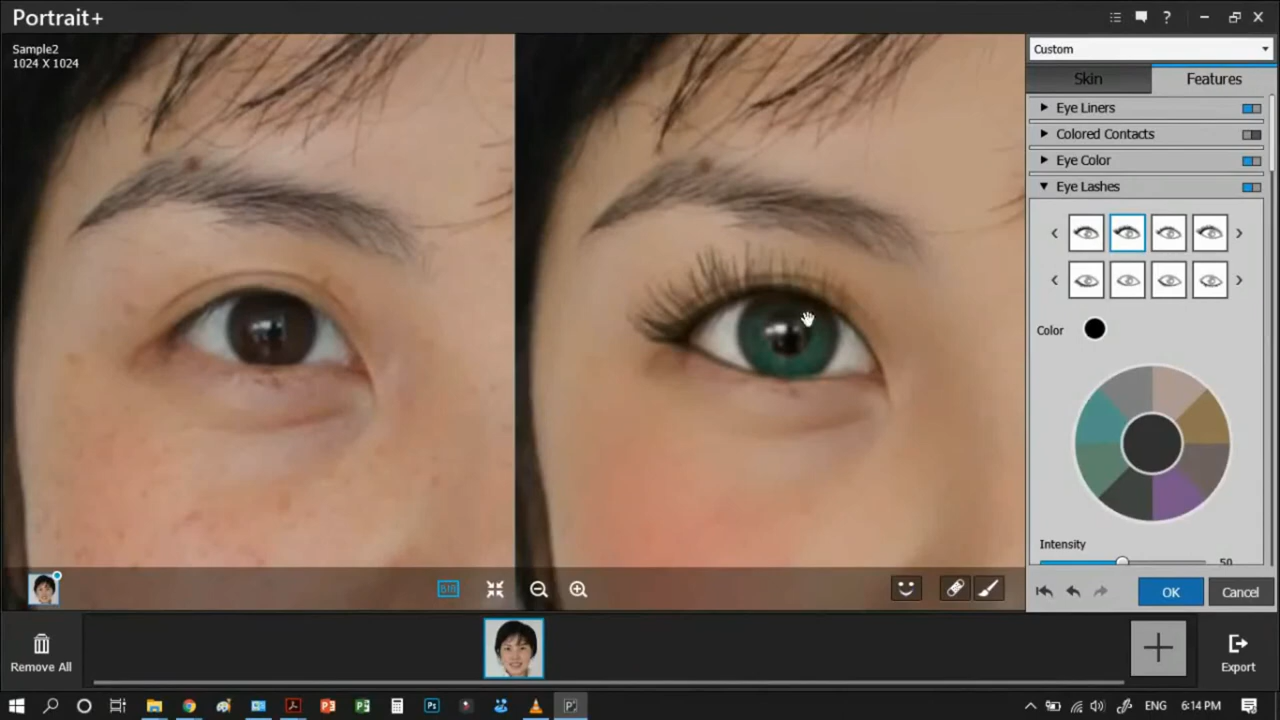 Portrait+
?
Sample2
1024 X 1024
Custom
Skin
Features
Eye Liners
Colored Contacts
Eye Color
Eye Lashes
Color
Intensity
50
B|A
OK
Cancel
Remove All
Export
Ps
ENG
6:14 PM